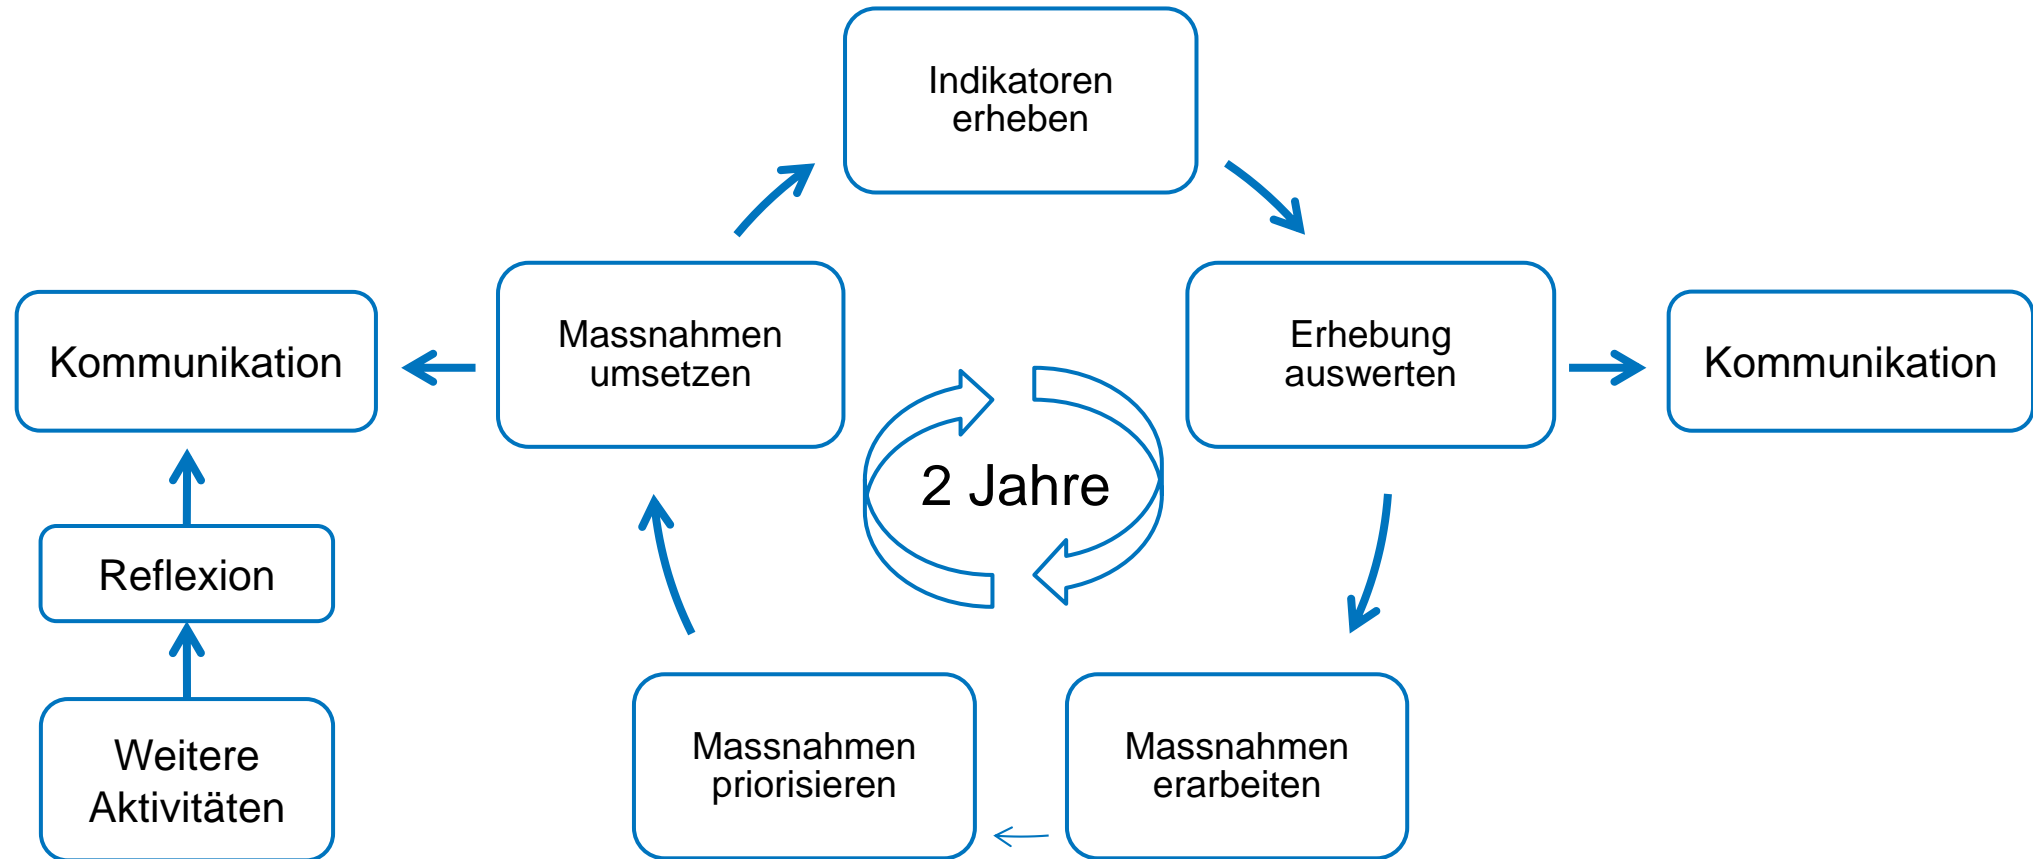 Indikatoren
erheben
Kommunikation
Massnahmen
umsetzen
Erhebung
auswerten
Kommunikation
2 Jahre
Reflexion
Weitere
Aktivitäten
Massnahmen
priorisieren
Massnahmen
erarbeiten